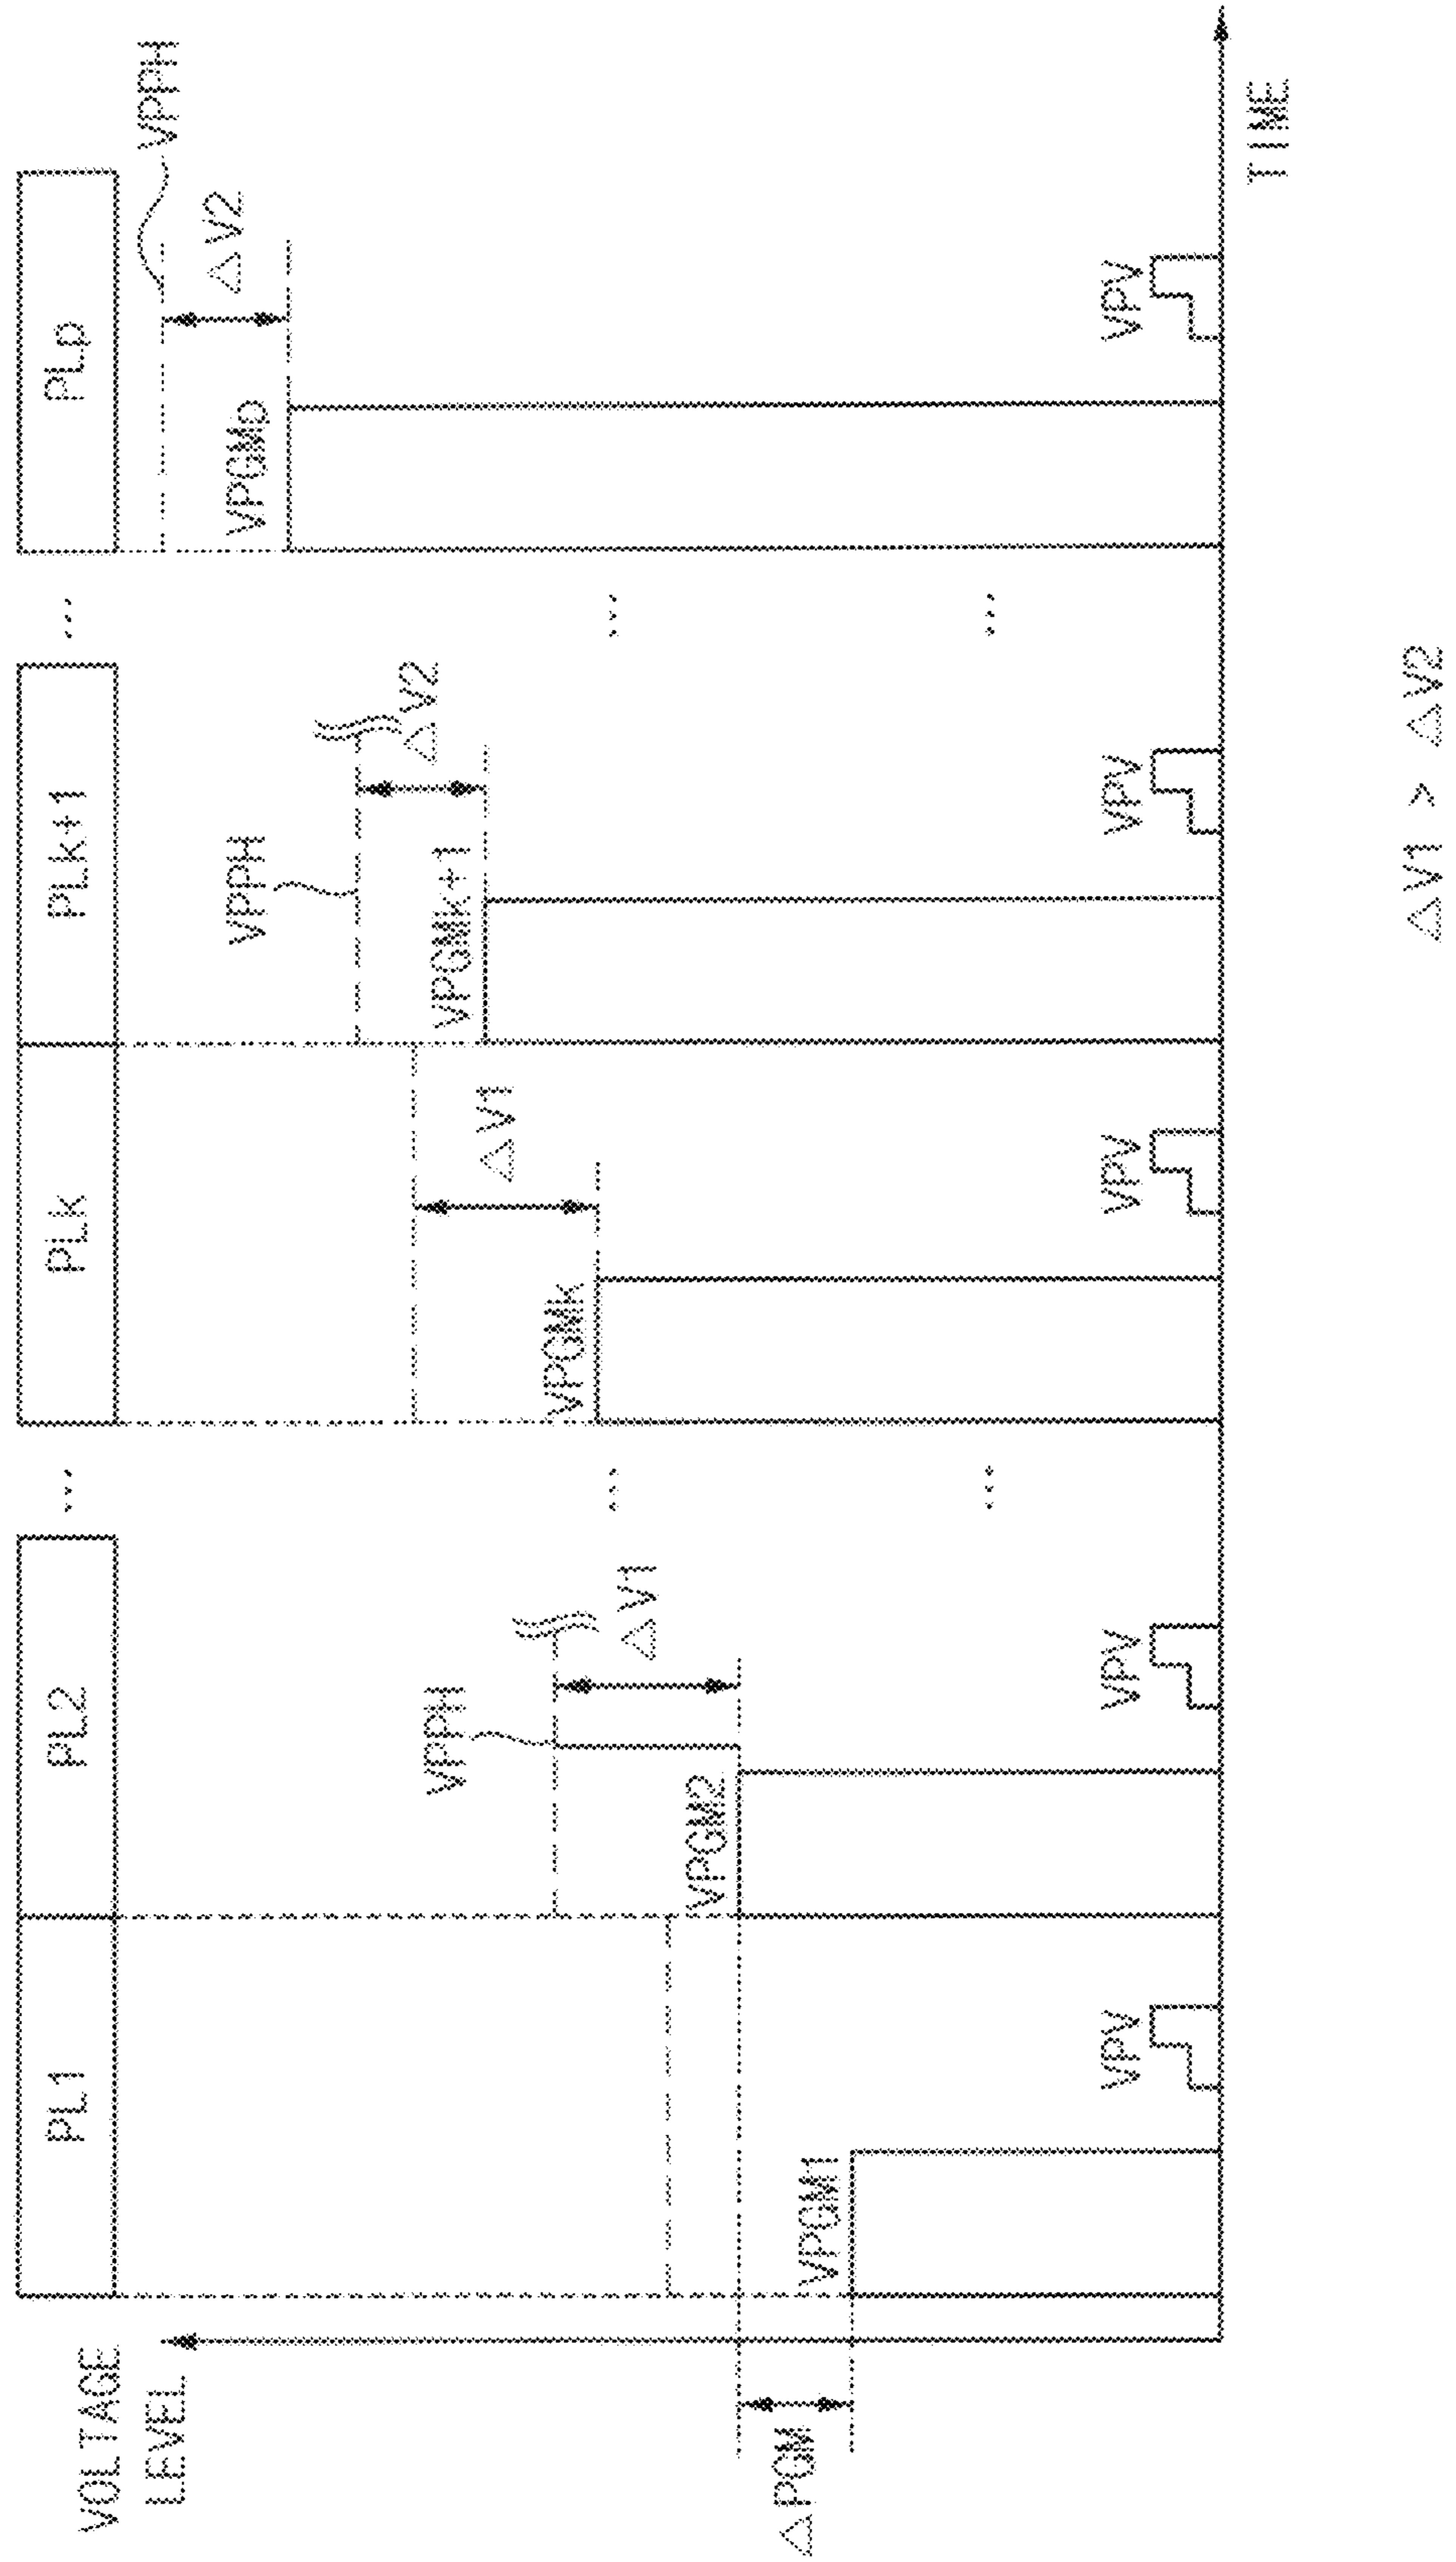 VOLTAGE
LEVEL
PL1
PL2
...
PLk
PLk+1
...
PLp
VPPH
△V2
VPGMp
VPPH
△V2
VPGMk+1
△V1
VPGMk
VPPH
△V1
VPGM2
△PGM
VPGM1
...
...
...
...
VPV
VPV
VPV
VPV
VPV
TIME
△V1 > △V2